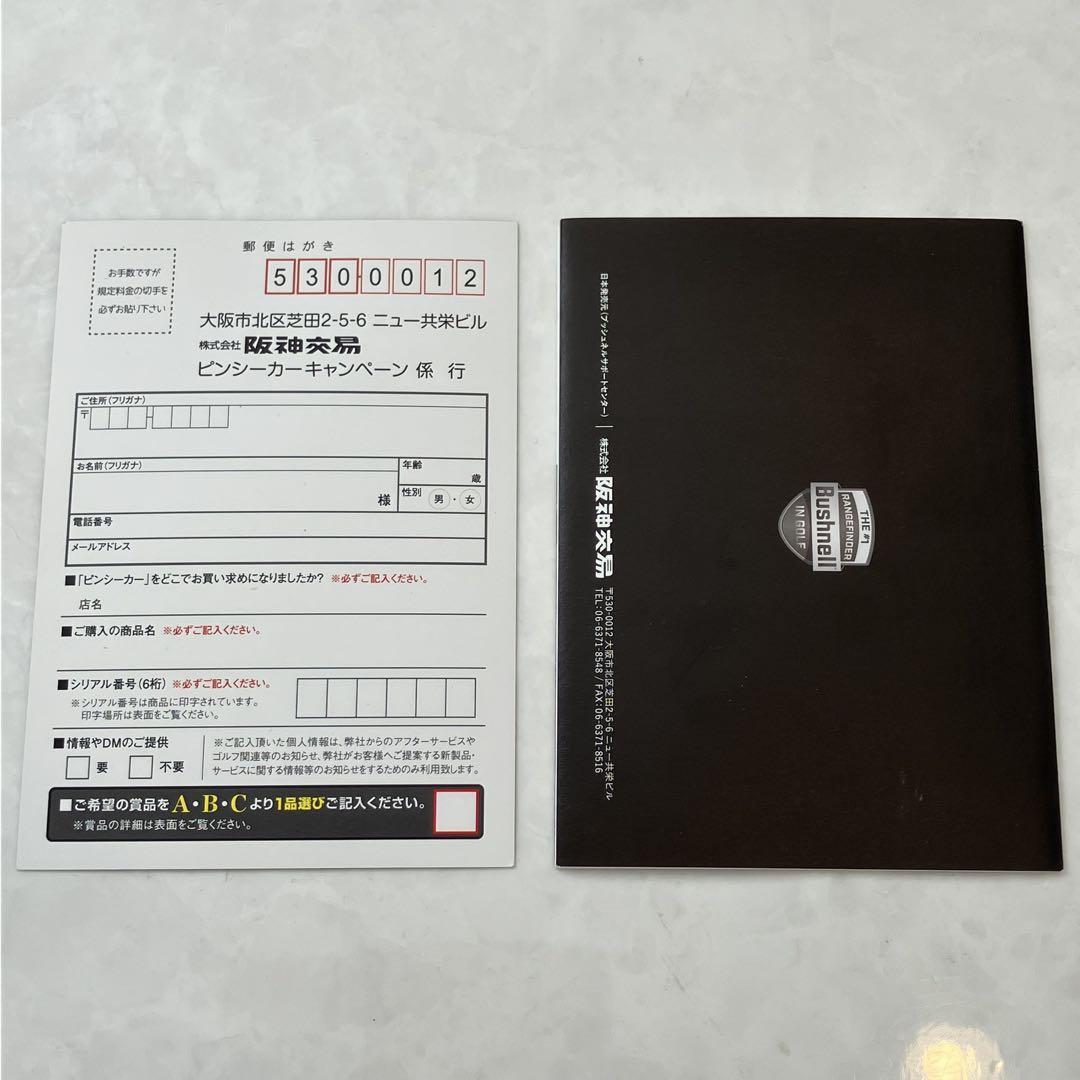 郵便はがき
お手数ですが
規定料金の切手を
必ずお貼り下さい
530-0012
大阪市北区芝田2-5-6 ニュー共栄ビル
株式会社 阪神交易
ピンシーカーキャンペーン 係 行
ご住所(フリガナ)
〒
お名前(フリガナ)
様
年齢
歳
性別 男・女
電話番号
メールアドレス
■「ピンシーカー」をどこでお買い求めになりましたか? ※必ずご記入ください。
店名
■ご購入の商品名 ※必ずご記入ください。
■シリアル番号(6桁) ※必ずご記入ください。
※シリアル番号は商品に印字されています。
印字場所は表面をご覧ください。
■情報やDMのご提供
要 不要
※ご記入頂いた個人情報は、弊社からのアフターサービスや
ゴルフ関連等のお知らせ、弊社がお客様へご提案する新製品・
サービスに関する情報等のお知らせをするためのみ利用致します。
■ご希望の賞品をA・B・Cより1品選びご記入ください。
※賞品の詳細は表面をご覧ください。
THE #1
RANGEFINDER
Bushnell
IN GOLF
日本発売元(ブッシュネルサポートセンター) 株式会社 阪神交易 〒530-0012 大阪市北区芝田2-5-6 ニュー共栄ビル
TEL:06-6371-8548 / FAX:06-6371-8516